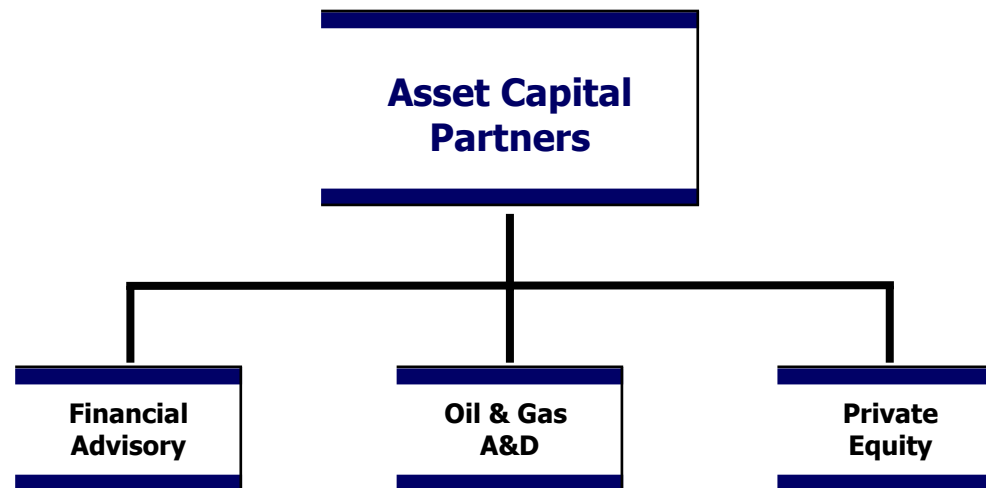 Asset Capital
Partners
Financial
Advisory
Oil & Gas
A&D
Private
Equity